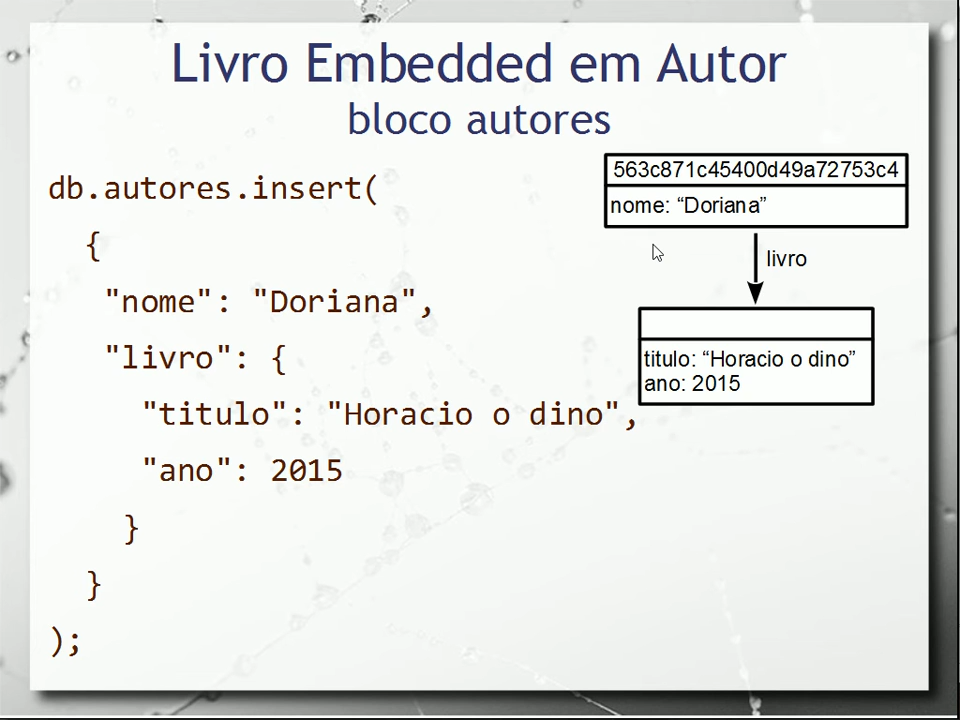 Livro Embedded em Autor
bloco autores
db.autores.insert(
{
"nome": "Doriana",
"livro": {
"titulo": "Horacio o dino",
"ano": 2015
}
}
);
563c871c45400d49a72753c4
nome: “Doriana”
livro
titulo: “Horacio o dino”
ano: 2015